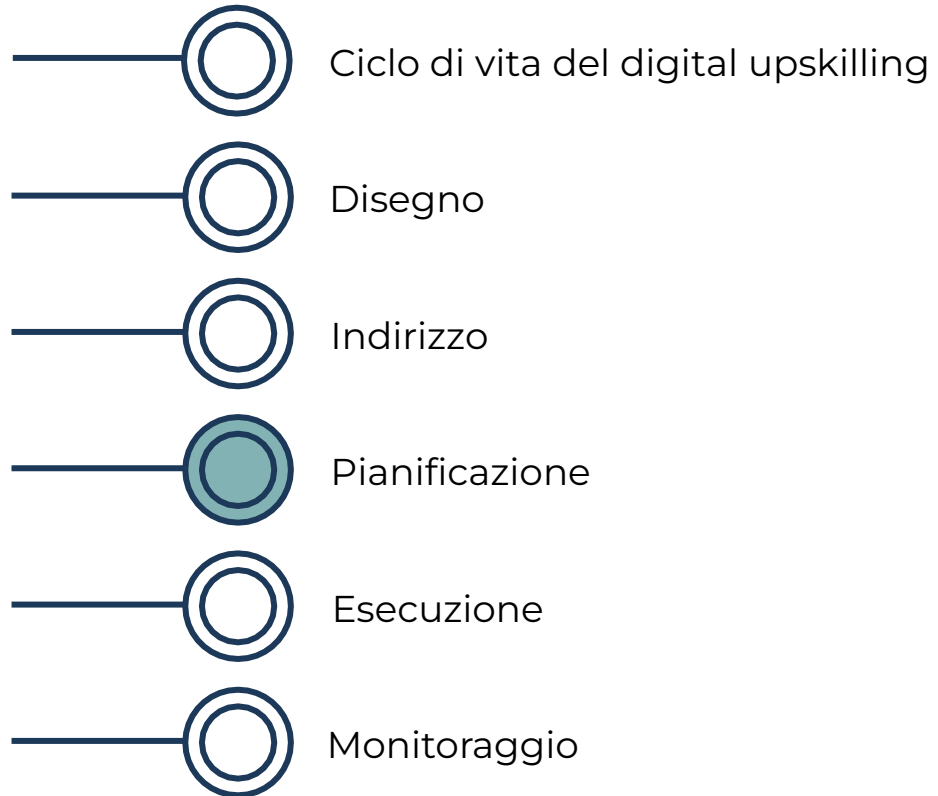 Ciclo di vita del digital upskilling
Disegno
Indirizzo
Pianificazione
Esecuzione
Monitoraggio